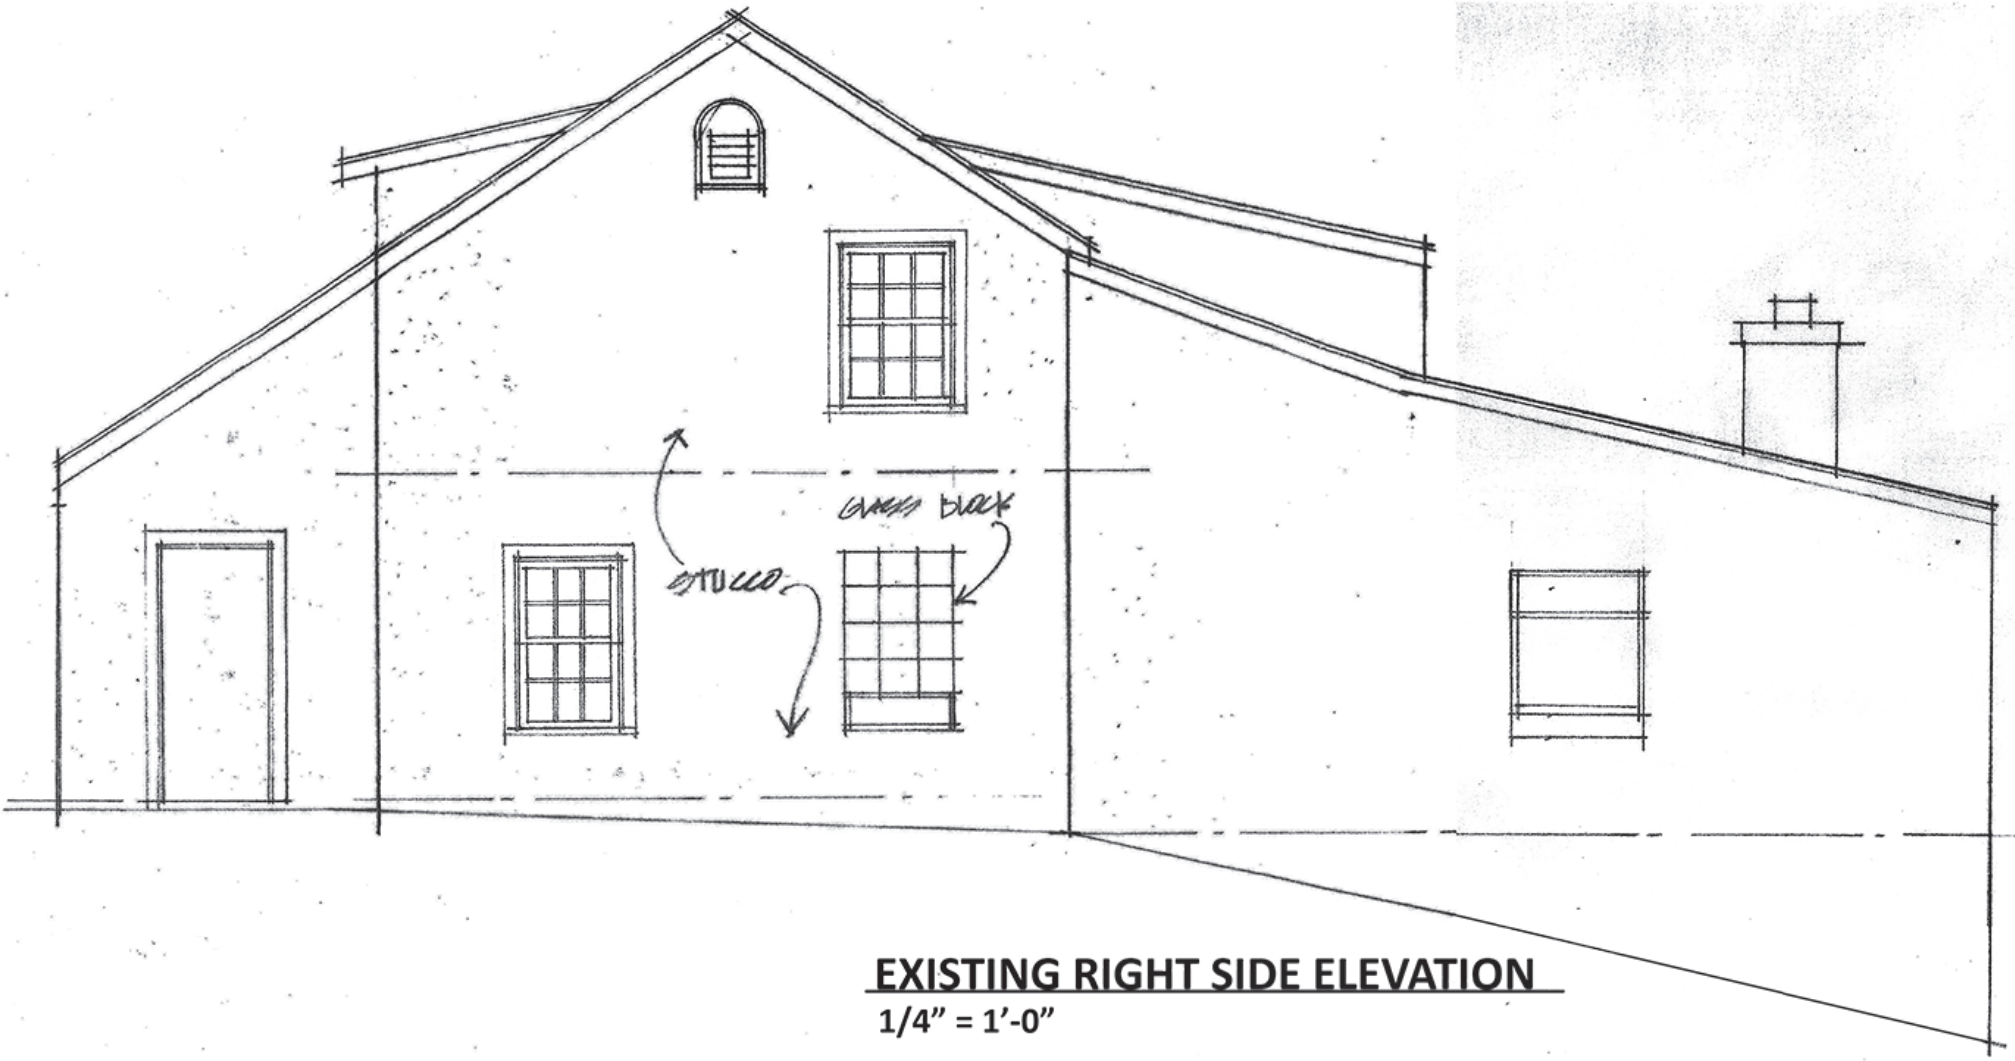 GLASS BLOCK
STUCCO
EXISTING RIGHT SIDE ELEVATION
1/4” = 1’-0”